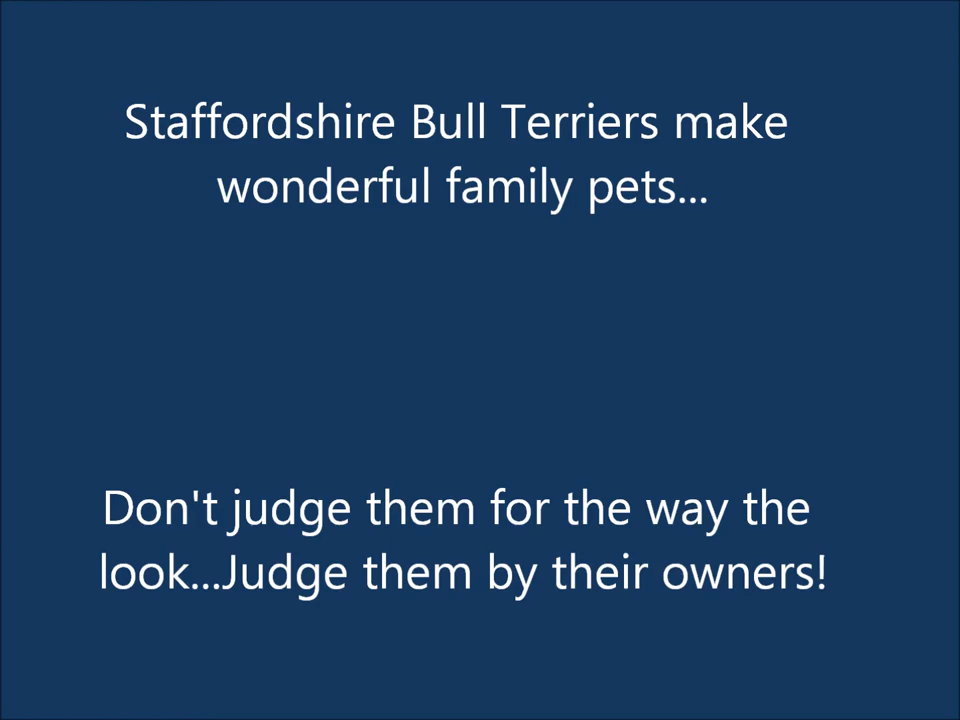 Staffordshire Bull Terriers make
wonderful family pets...
Don't judge them for the way the
look...Judge them by their owners!